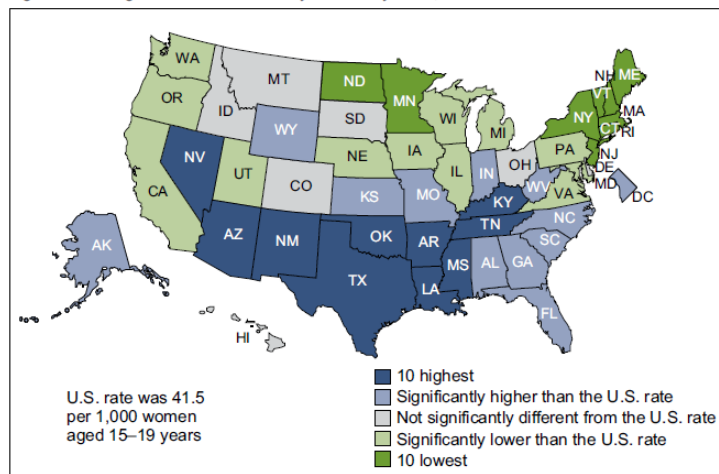 WA
MT
ND
MN
OR
ID
SD
WI
MI
NH
VT
ME
NY
MA
CT
RI
WY
NE
IA
PA
NJ
NV
UT
CO
IL
IN
OH
DE
MD
CA
KS
MO
WV
VA
DC
KY
AZ
NM
OK
AR
TN
NC
SC
AK
TX
LA
MS
AL
GA
FL
HI
U.S. rate was 41.5
per 1,000 women
aged 15–19 years
10 highest
Significantly higher than the U.S. rate
Not significantly different from the U.S. rate
Significantly lower than the U.S. rate
10 lowest